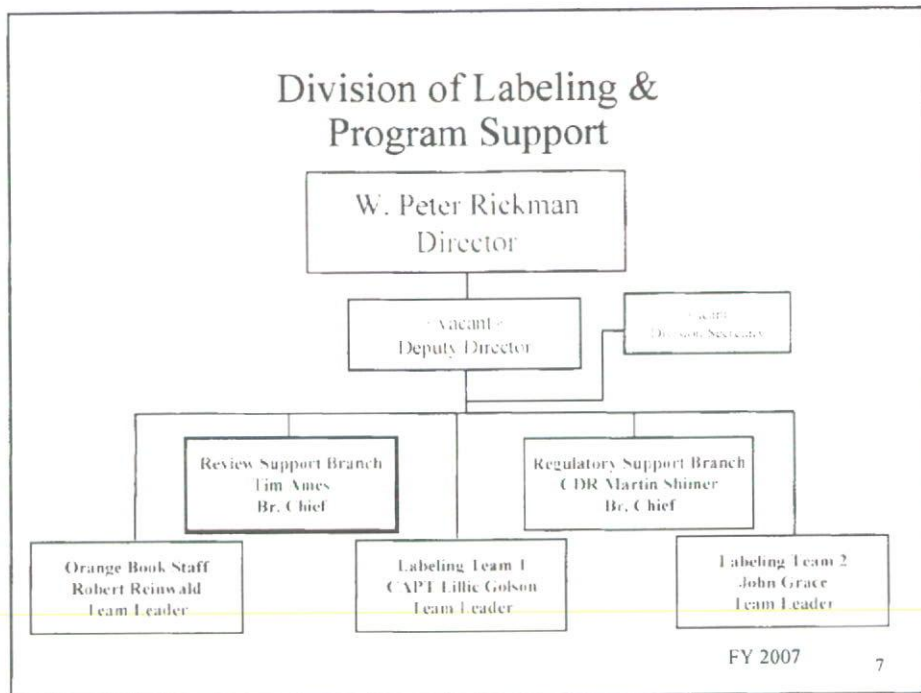 Division of Labeling &
Program Support
W. Peter Rickman
Director
<vacant>
Deputy Director
Division Secretary
Review Support Branch
Tim Ames
Br. Chief
Regulatory Support Branch
CDR Martin Shimer
Br. Chief
Orange Book Staff
Robert Reinwald
Team Leader
Labeling Team 1
CAPT Lillie Golson
Team Leader
Labeling Team 2
John Grace
Team Leader
FY 2007
7